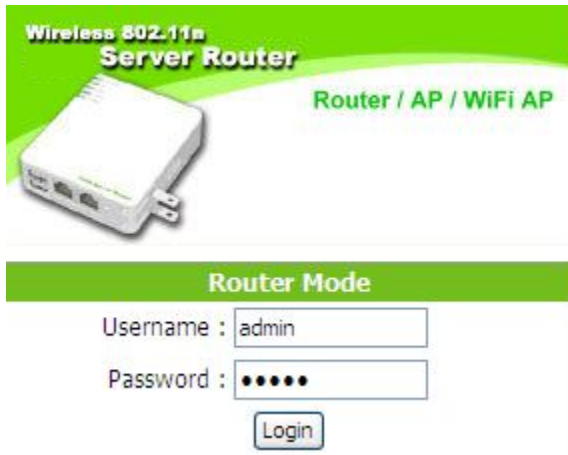 Wireless 802.11n
Server Router
Router / AP / WiFi AP
Router Mode
Username : admin
Password : •••••
Login